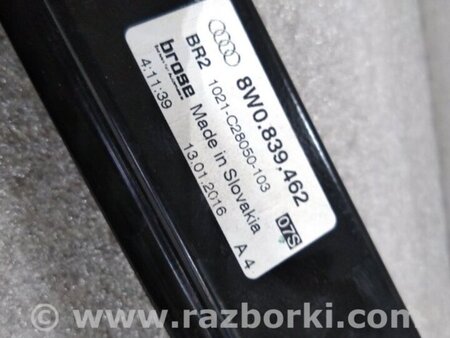 8W0.839.462
BR2 1021-C28050-103 07S
brose Made in Slovakia
4:11:39 13.01.2016 A4
www.razborki.com